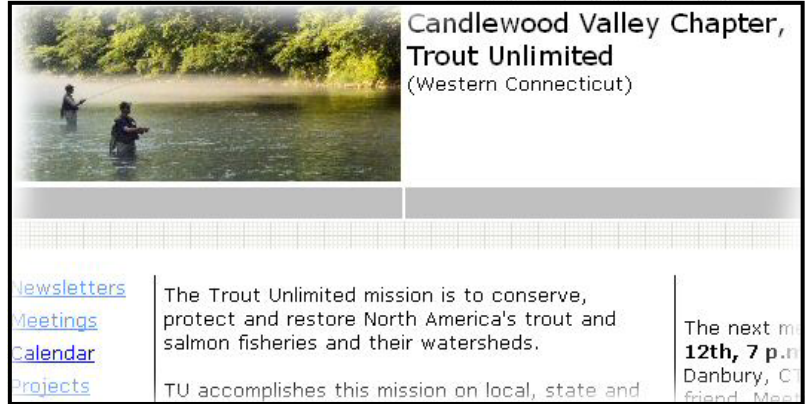 Candlewood Valley Chapter,
Trout Unlimited
(Western Connecticut)
Newsletters
Meetings
Calendar
Projects
The Trout Unlimited mission is to conserve,
protect and restore North America's trout and
salmon fisheries and their watersheds.
TU accomplishes this mission on local, state and
The next
12th, 7
Danbury,
friend.